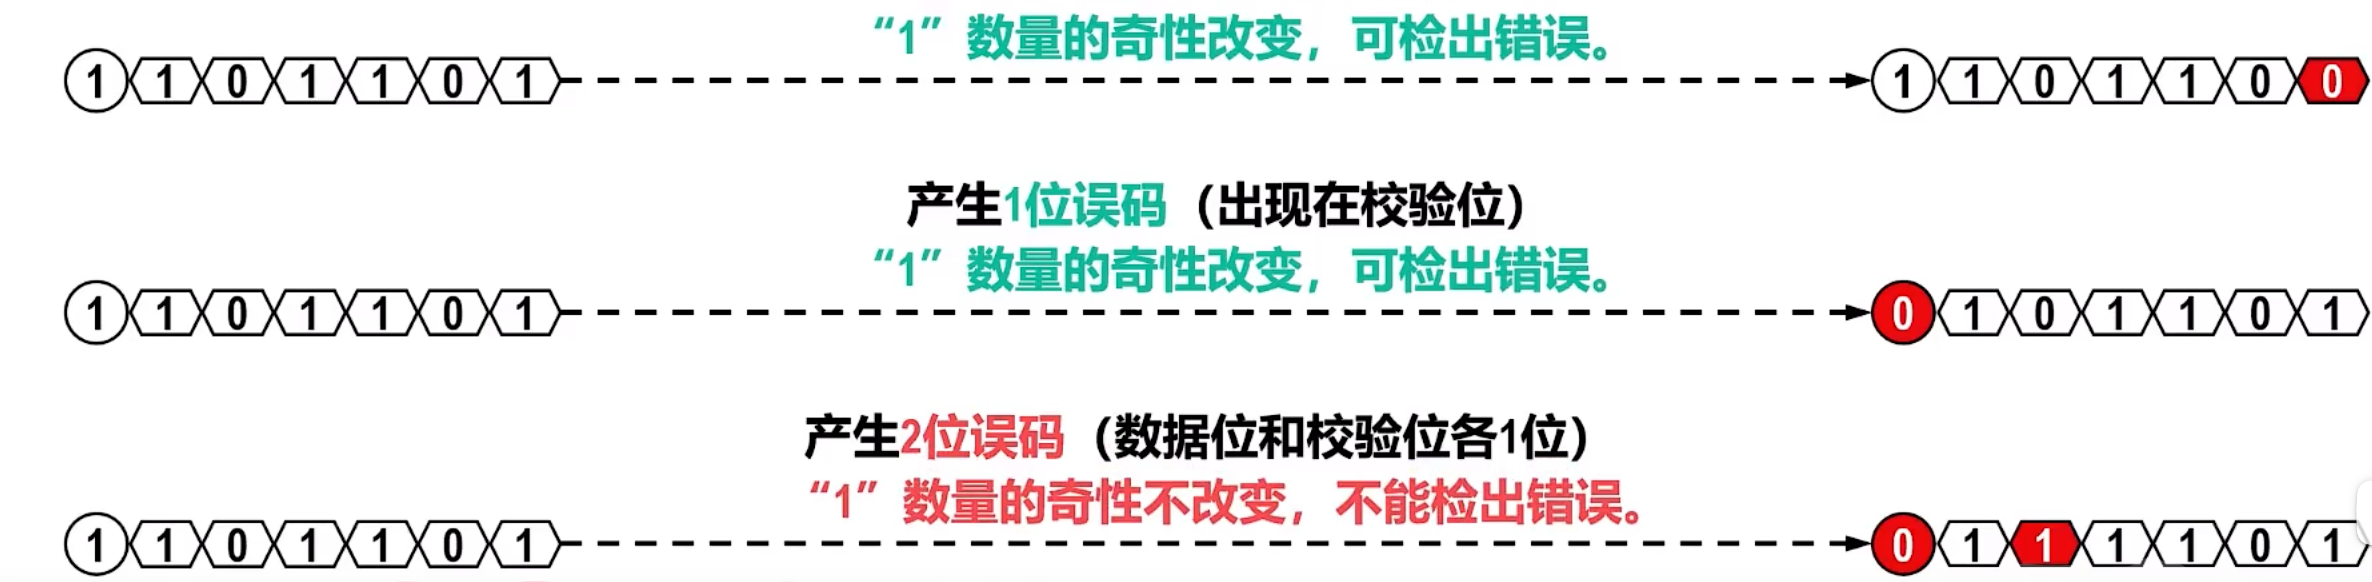 “1”数量的奇性改变，可检出错误。
1 1 0 1 1 0 1 1 1 0 1 1 0 0
产生1位误码（出现在校验位）
“1”数量的奇性改变，可检出错误。
1 1 0 1 1 0 1 0 1 0 1 1 0 1
产生2位误码（数据位和校验位各1位）
“1”数量的奇性不改变，不能检出错误。
1 1 0 1 1 0 1 0 1 1 1 1 0 1